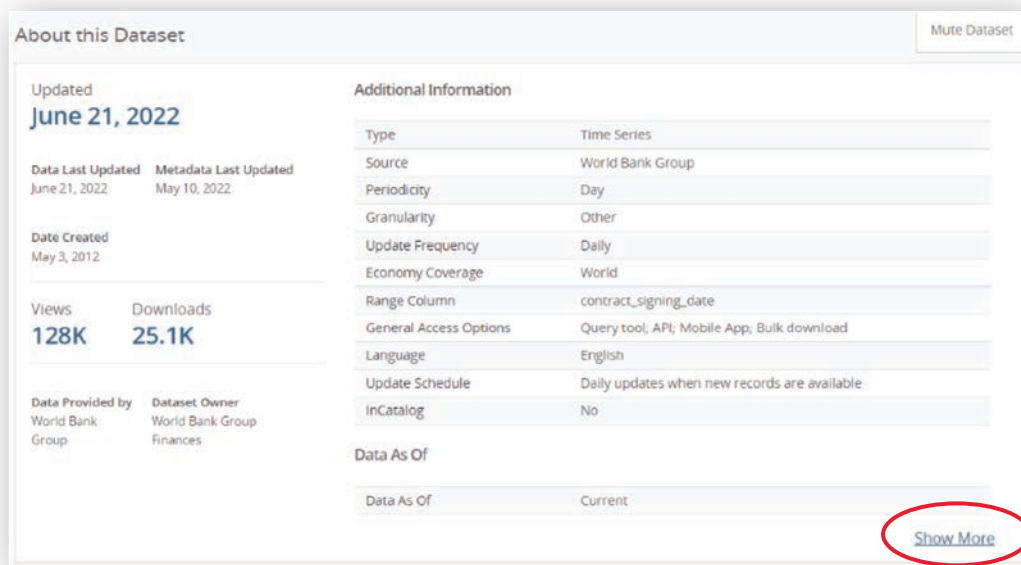 About this Dataset
Mute Dataset
Updated
June 21, 2022
Data Last Updated Metadata Last Updated
June 21, 2022 May 10, 2022
Date Created
May 3, 2012
Views Downloads
128K 25.1K
Data Provided by Dataset Owner
World Bank World Bank Group
Group Finances
Additional Information
Type Time Series
Source World Bank Group
Periodicity Day
Granularity Other
Update Frequency Daily
Economy Coverage World
Range Column contract_signing_date
General Access Options Query tool; API; Mobile App; Bulk download
Language English
Update Schedule Daily updates when new records are available
InCatalog No
Data As Of
Data As Of Current
Show More